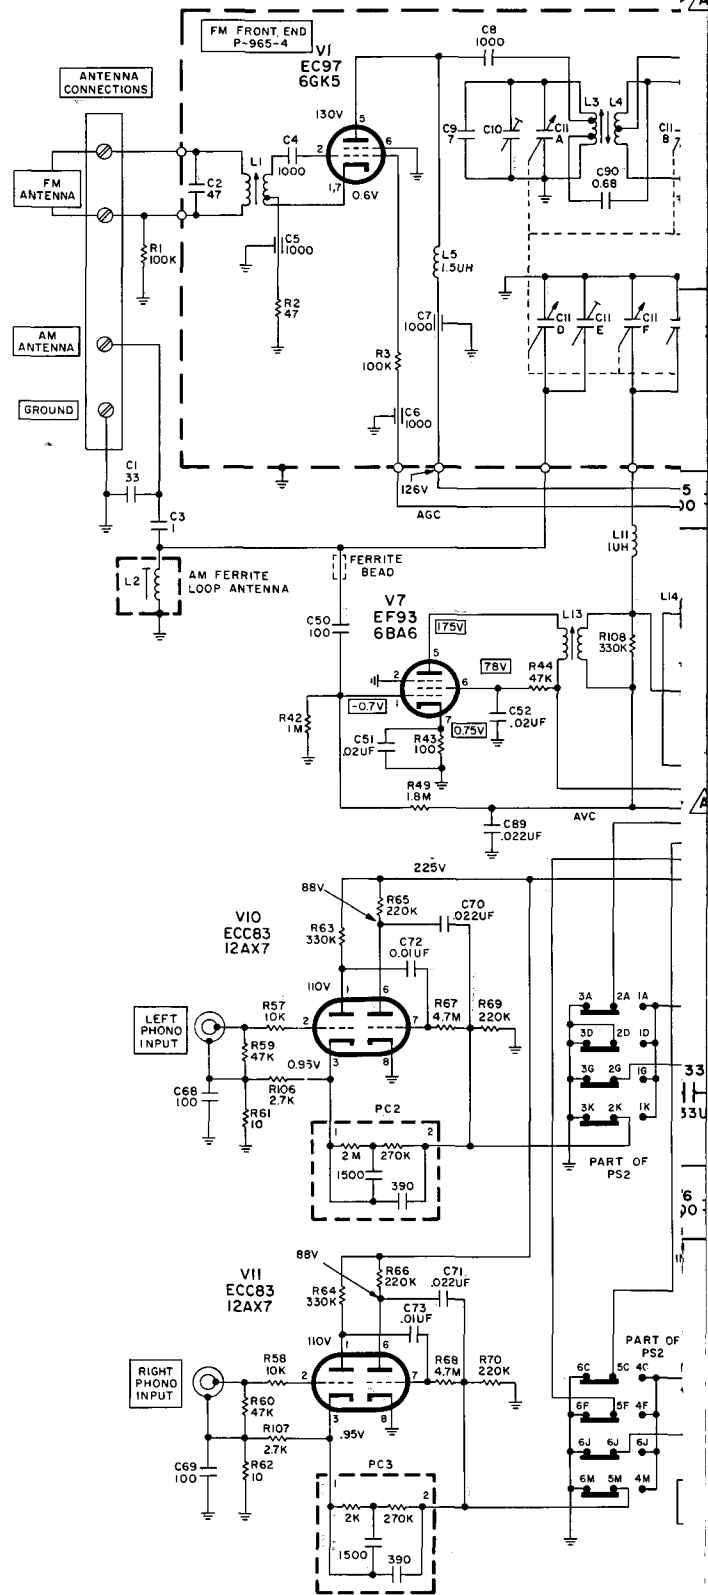 FM FRONT END
P-965-4
V1
EC97
6GK5
C8
1000
ANTENNA
CONNECTIONS
130V
5
2
6
1,7
0.6V
C4
1000
L1
C2
47
FM
ANTENNA
R1
100K
C5
1000
R2
47
C9
7
C10
C11
A
L3
L4
C11
B
C90
0.68
L5
1.5UH
C7
1000
C11
D
C11
E
C11
F
AM
ANTENNA
R3
100K
GROUND
C6
1000
C1
33
126V
5
00
AGC
C3
1
L11
1UH
L2
AM FERRITE
LOOP ANTENNA
FERRITE
BEAD
V7
EF93
6BA6
C50
100
175V
L13
L14
R108
330K
5
2
6
1
7
78V
R44
47K
-0.7V
R42
1M
C51
.02UF
R43
100
0.75V
C52
.02UF
R49
1.8M
AVC
A
C89
.022UF
225V
88V
R65
220K
C70
.022UF
V10
ECC83
12AX7
R63
330K
C72
0.01UF
110V
1
6
LEFT
PHONO
INPUT
R57
10K
2
7
R67
4.7M
R69
220K
R59
47K
3
8
0.95V
C68
100
R106
2.7K
R61
10
3A
2A
1A
3D
2D
1D
3G
2G
1G
3K
2K
1K
33
33U
PC2
1
2
2M
270K
1500
390
PART OF
PS2
6
00
V11
ECC83
12AX7
88V
R66
220K
C71
.022UF
R64
330K
C73
.01UF
110V
1
6
RIGHT
PHONO
INPUT
R58
10K
2
7
R68
4.7M
R70
220K
R60
47K
3
8
.95V
R107
2.7K
C69
100
R62
10
PART OF
PS2
6C
5C
4C
6F
5F
4F
6J
6J
6J
6M
5M
4M
PC3
1
2
2K
270K
1500
390